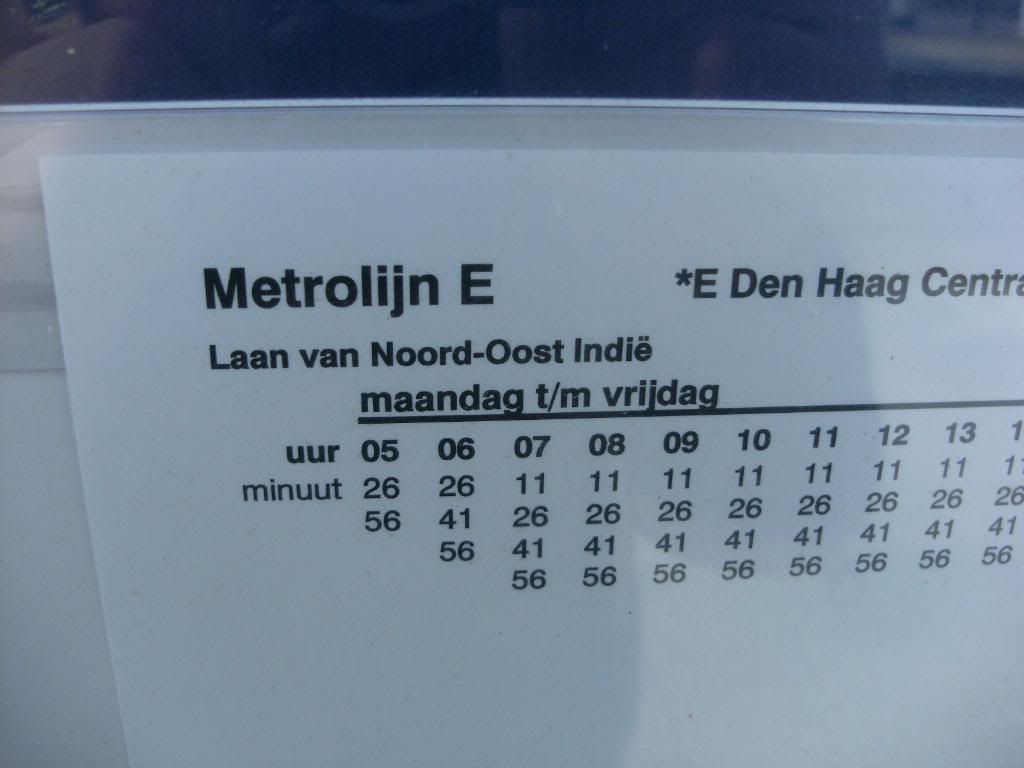 Metrolijn E *E Den Haag Centra
Laan van Noord-Oost Indië
maandag t/m vrijdag
uur 05 06 07 08 09 10 11 12 13 1
minuut 26 26 11 11 11 11 11 11 11 11
56 41 26 26 26 26 26 26 26 26
56 41 41 41 41 41 41 41 41
56 56 56 56 56 56 56 56